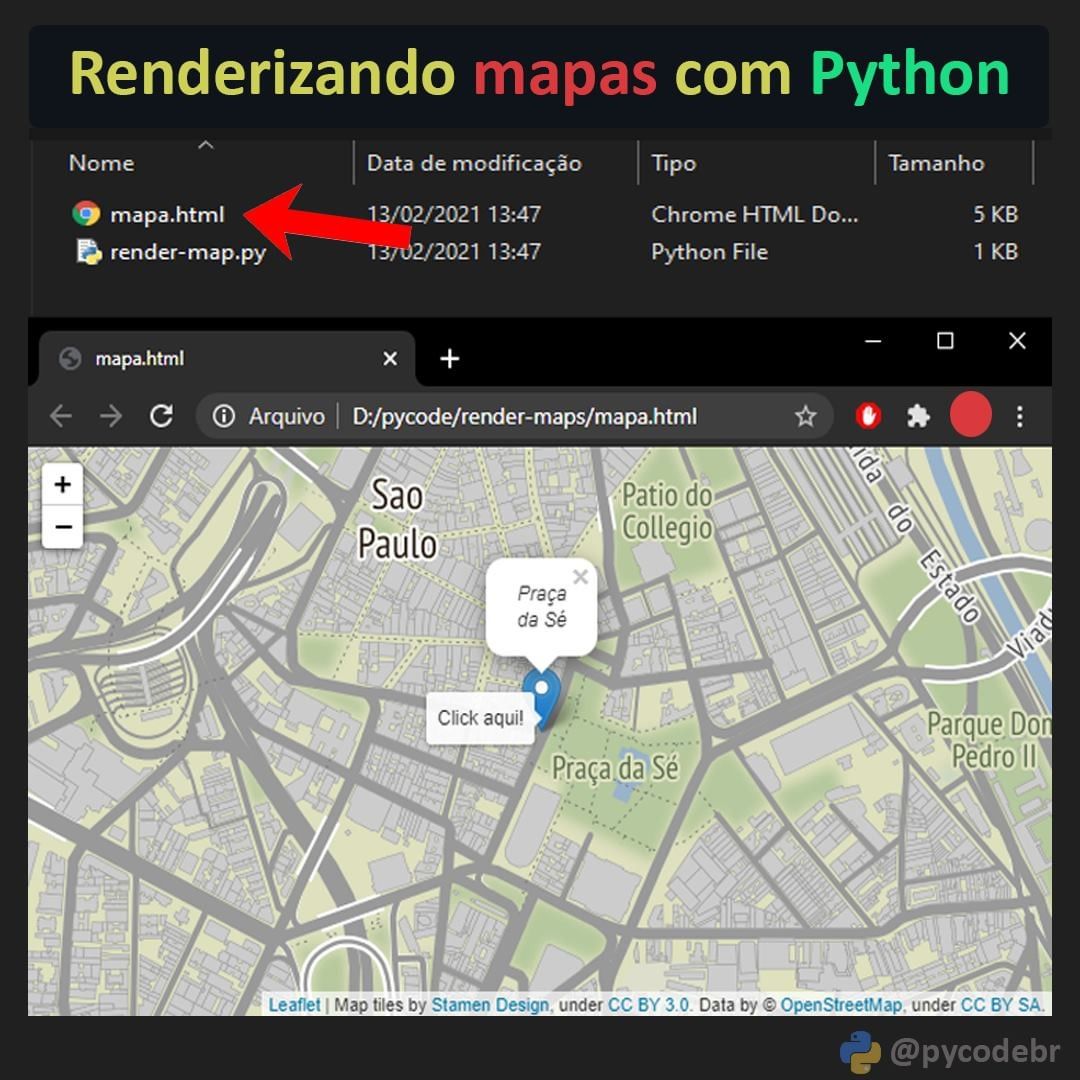 Renderizando mapas com Python
Nome Data de modificação Tipo Tamanho
mapa.html 13/02/2021 13:47 Chrome HTML Do... 5 KB
render-map.py 13/02/2021 13:47 Python File 1 KB
mapa.html
Arquivo D:/pycode/render-maps/mapa.html
+
−
Sao
Paulo
Patio do
Collegio
ida do Estado
Viad
Praça
da Sé
Click aqui!
Praça da Sé
Parque Dom
Pedro II
Leaflet | Map tiles by Stamen Design, under CC BY 3.0. Data by © OpenStreetMap, under CC BY SA.
@pycodebr